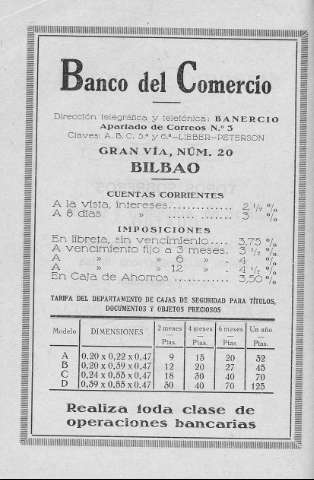 Banco del Comercio
Dirección telegráfica y telefónica: BANERCIO
Apartado de Correos N.º 3
Claves: A. B. C. 5.ª y 6.ª-LIEBER-PETERSON
GRAN VÍA, NÚM. 20
BILBAO
CUENTAS CORRIENTES
A la vista, intereses............. 2 ½ %
A 8 días » ...... ....... 3 %
IMPOSICIONES
En libreta, sin vencimiento.... 3,75 %
A vencimiento fijo a 3 meses. 3 ½ %
A » » 6 » . 4 %
A » » 12 » . 4 ½ %
En Caja de Ahorros ............ 3,50 %
TARIFA DEL DEPARTAMENTO DE CAJAS DE SEGURIDAD PARA TÍTULOS,
DOCUMENTOS Y OBJETOS PRECIOSOS
Modelo DIMENSIONES 2 meses 4 meses 6 meses Un año
Ptas. Ptas. Ptas. Ptas.
A 0.20 x 0,22 x 0.47 9 15 20 32
B 0.20 x 0,39 x 0.47 12 20 27 45
C 0.24 x 0,55 x 0.47 18 30 40 70
D 0,39 x 0,55 x 0.47 30 40 70 125
Realiza toda clase de
operaciones bancarias